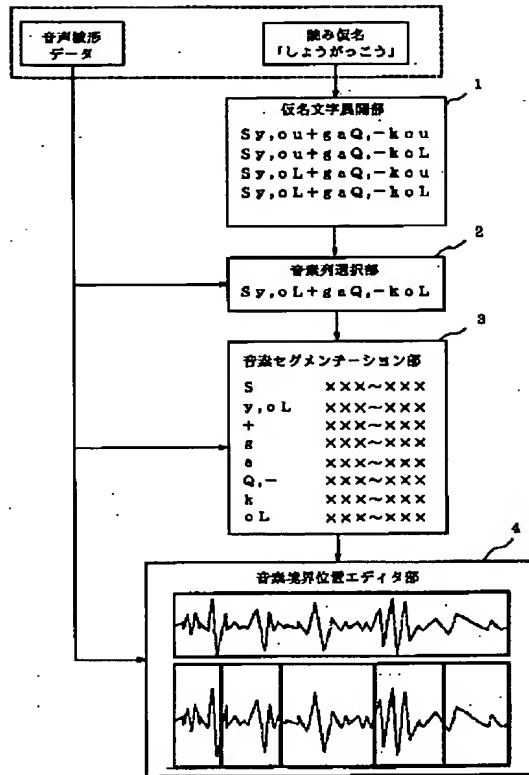 音声波形
データ
読み仮名
「しょうがっこう」
1
仮名文字展開部
Sy,ou+gaQ,-kou
Sy,ou+gaQ,-koL
Sy,oL+gaQ,-kou
Sy,oL+gaQ,-koL
2
音素列選択部
Sy,oL+gaQ,-koL
3
音素セグメンテーション部
S ×××~×××
y,oL ×××~×××
+ ×××~×××
g ×××~×××
a ×××~×××
Q,- ×××~×××
k ×××~×××
oL ×××~×××
4
音素境界位置エディタ部